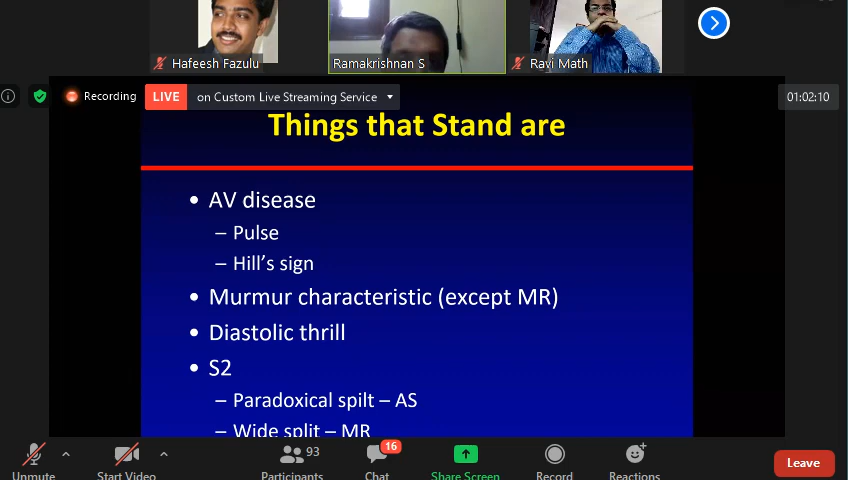 Hafeesh Fazulu
Ramakrishnan S
Ravi Math
Recording
LIVE on Custom Live Streaming Service
01:02:10
Things that Stand are
• AV disease
– Pulse
– Hill's sign
• Murmur characteristic (except MR)
• Diastolic thrill
• S2
– Paradoxical spilt – AS
– Wide split – MR
93
16
Unmute
Start Video
Participants
Chat
Share Screen
Record
Reactions
Leave